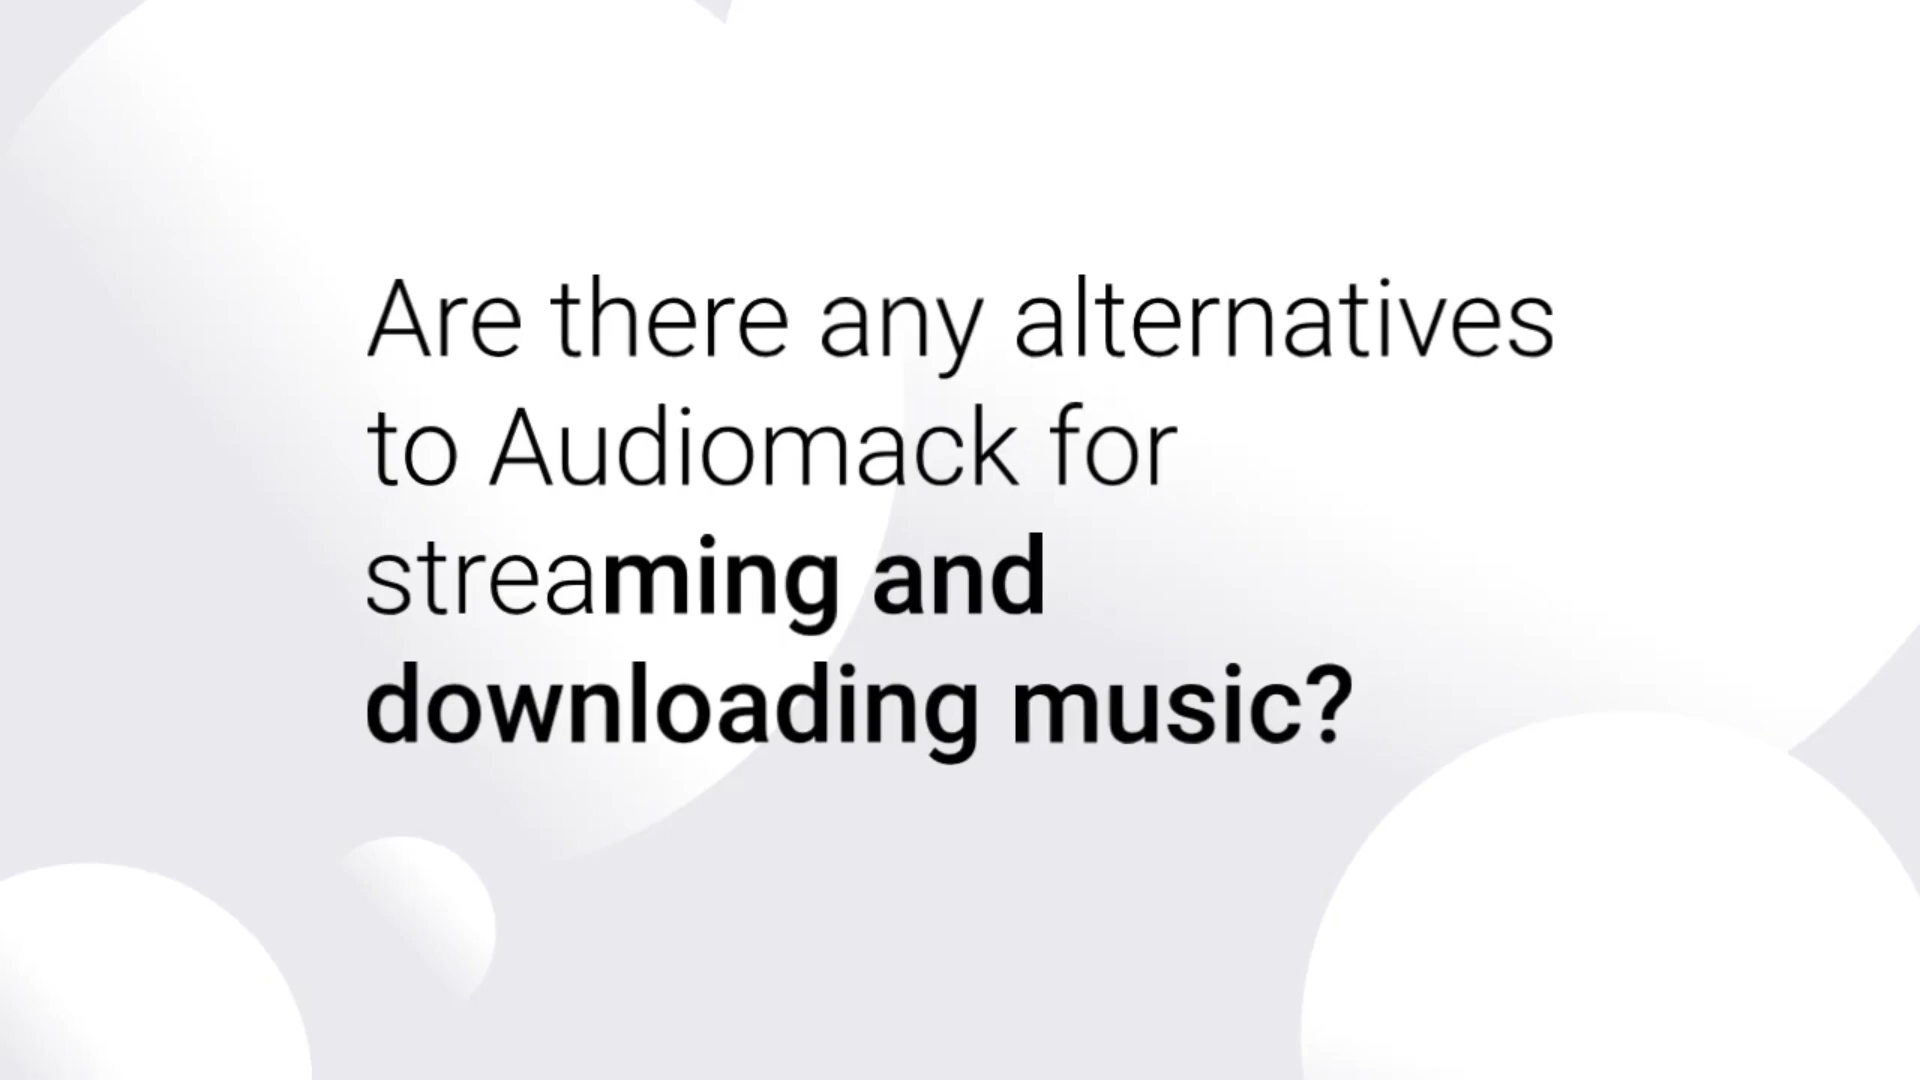 Are there any alternatives
to Audiomack for
streaming and
downloading music?